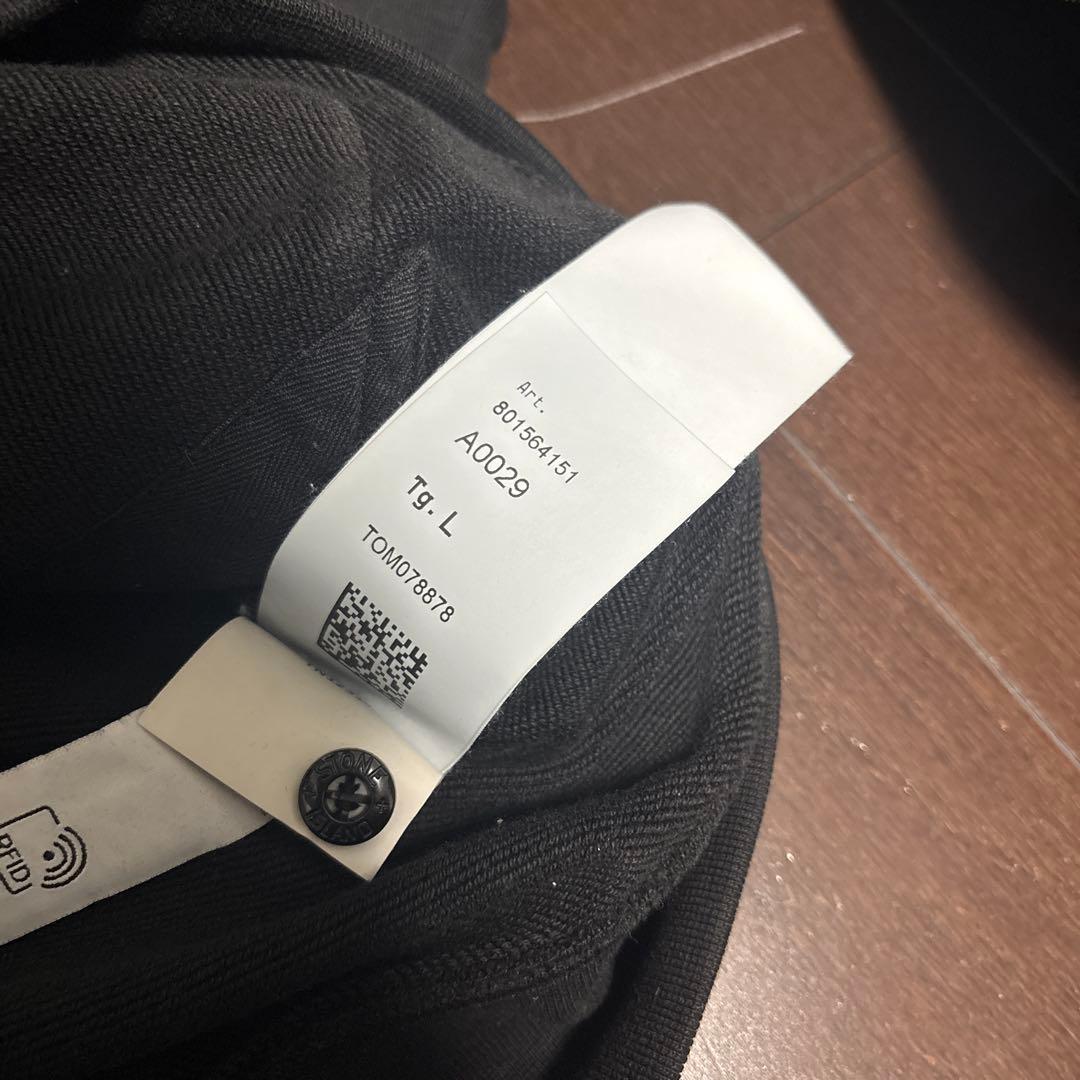 Art.
801564151
A0029
Tg. L
TOM078878
STONE
ISLAND
RFID